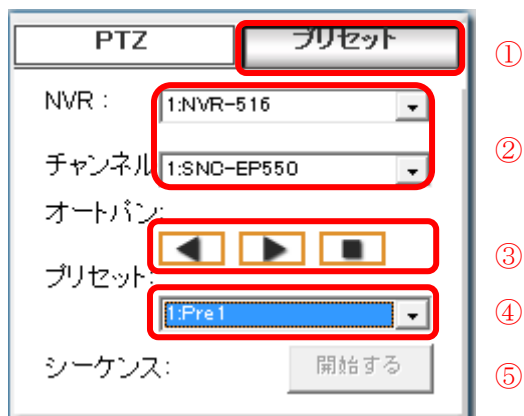 PTZ プリセット ①
NVR : 1:NVR-516
②
チャンネル 1:SNC-EP550
オートパン:
③
プリセット:
1:Pre1 ④
シーケンス: 開始する ⑤